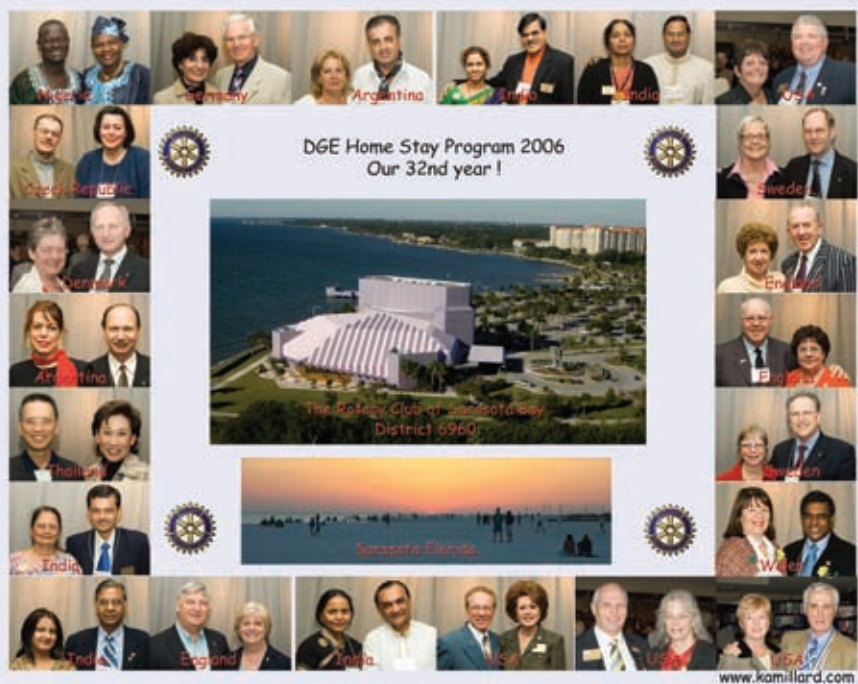 Nigeria
Germany
Argentina
India
India
USA
Czech Republic
DGE Home Stay Program 2006
Our 32nd year !
Sweden
Denmark
England
Argentina
England
The Rotary Club of Sarasota Bay
District 6960
Thailand
Sweden
Sarasota Florida
India
Wales
India
England
India
USA
USA
USA
www.kamillard.com